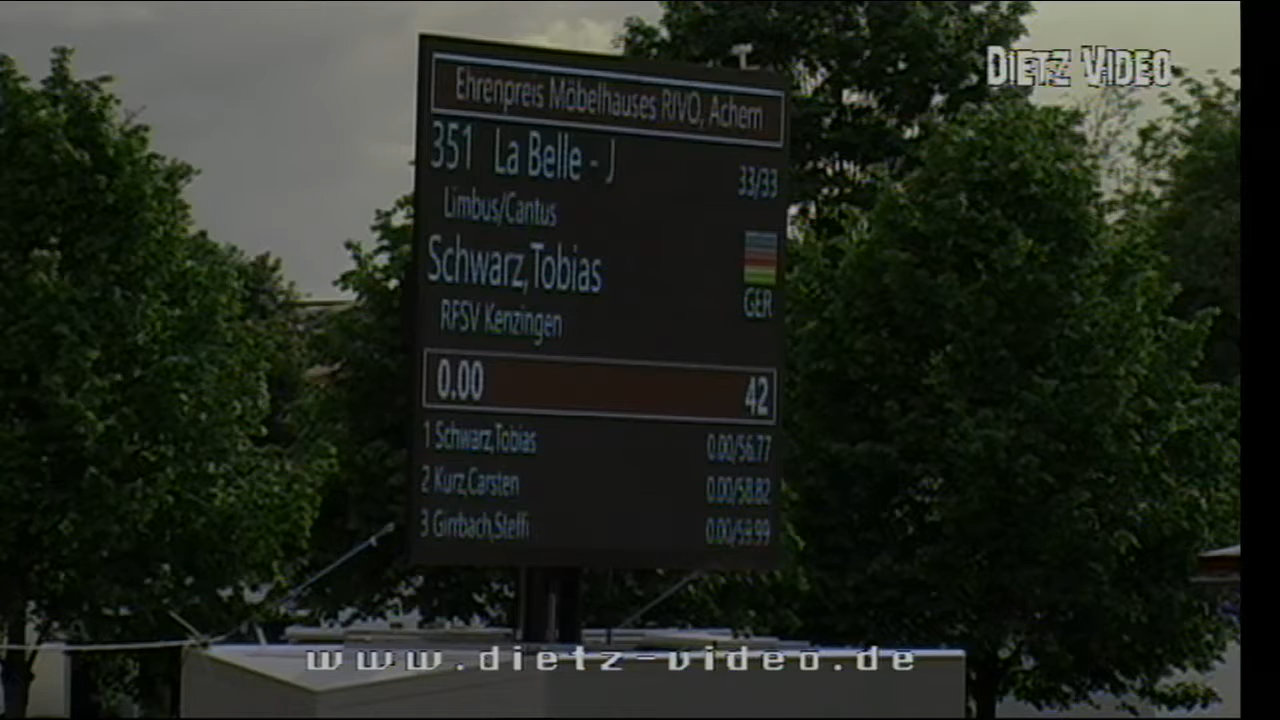 DIETZ VIDEO
Ehrenpreis Möbelhauses RIVO, Achern
351 La Belle - J 33/33
Limbus/Cantus
Schwarz,Tobias
GER
RFSV Kenzingen
0.00 42
1 Schwarz,Tobias 0.00/56.77
2 Kurz,Carsten 0.00/58.82
3 Girrbach,Steffi 0.00/59.99
www.dietz-video.de